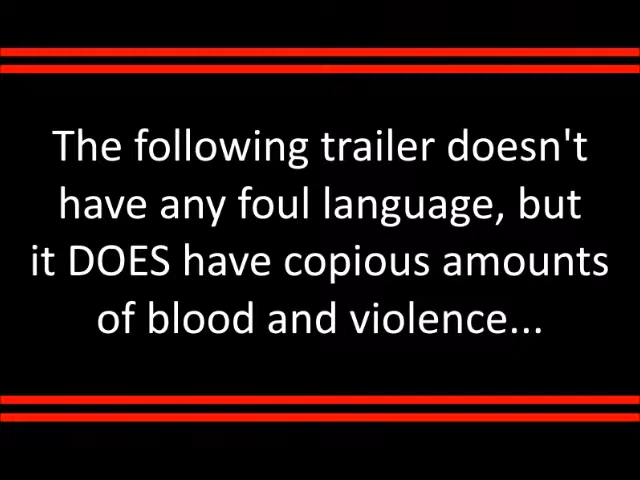 The following trailer doesn't
have any foul language, but
it DOES have copious amounts
of blood and violence...